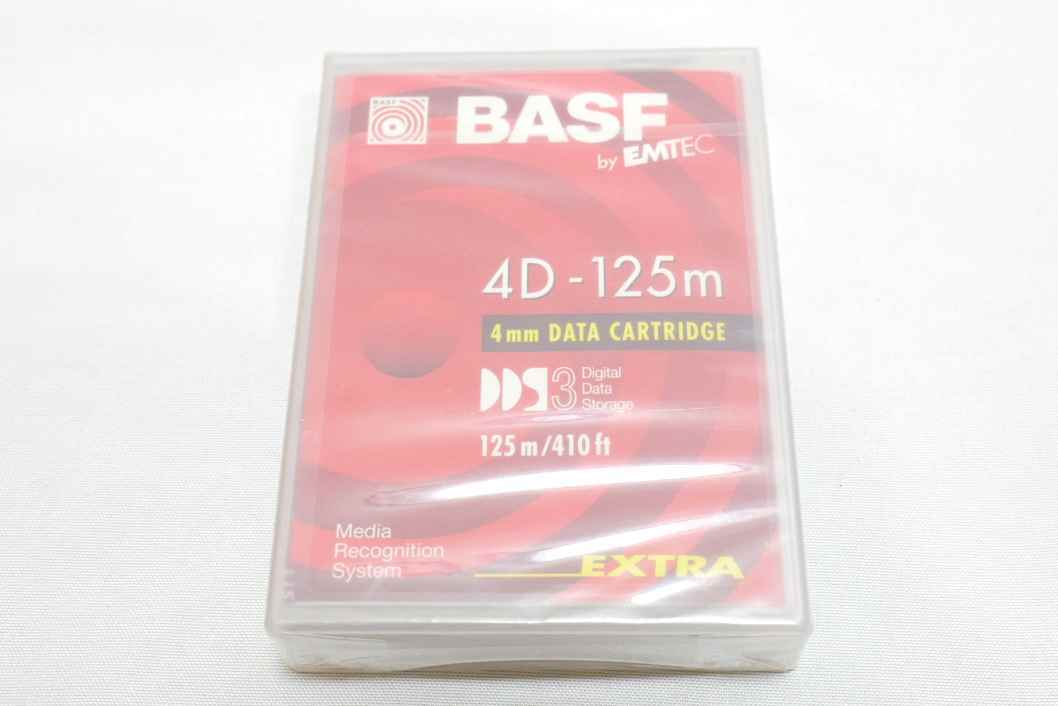 BASF
BASF
by EMTEC
4D-125m
4mm DATA CARTRIDGE
DDS3 Digital
Data
Storage
125 m/410 ft
Media
Recognition
System
EXTRA